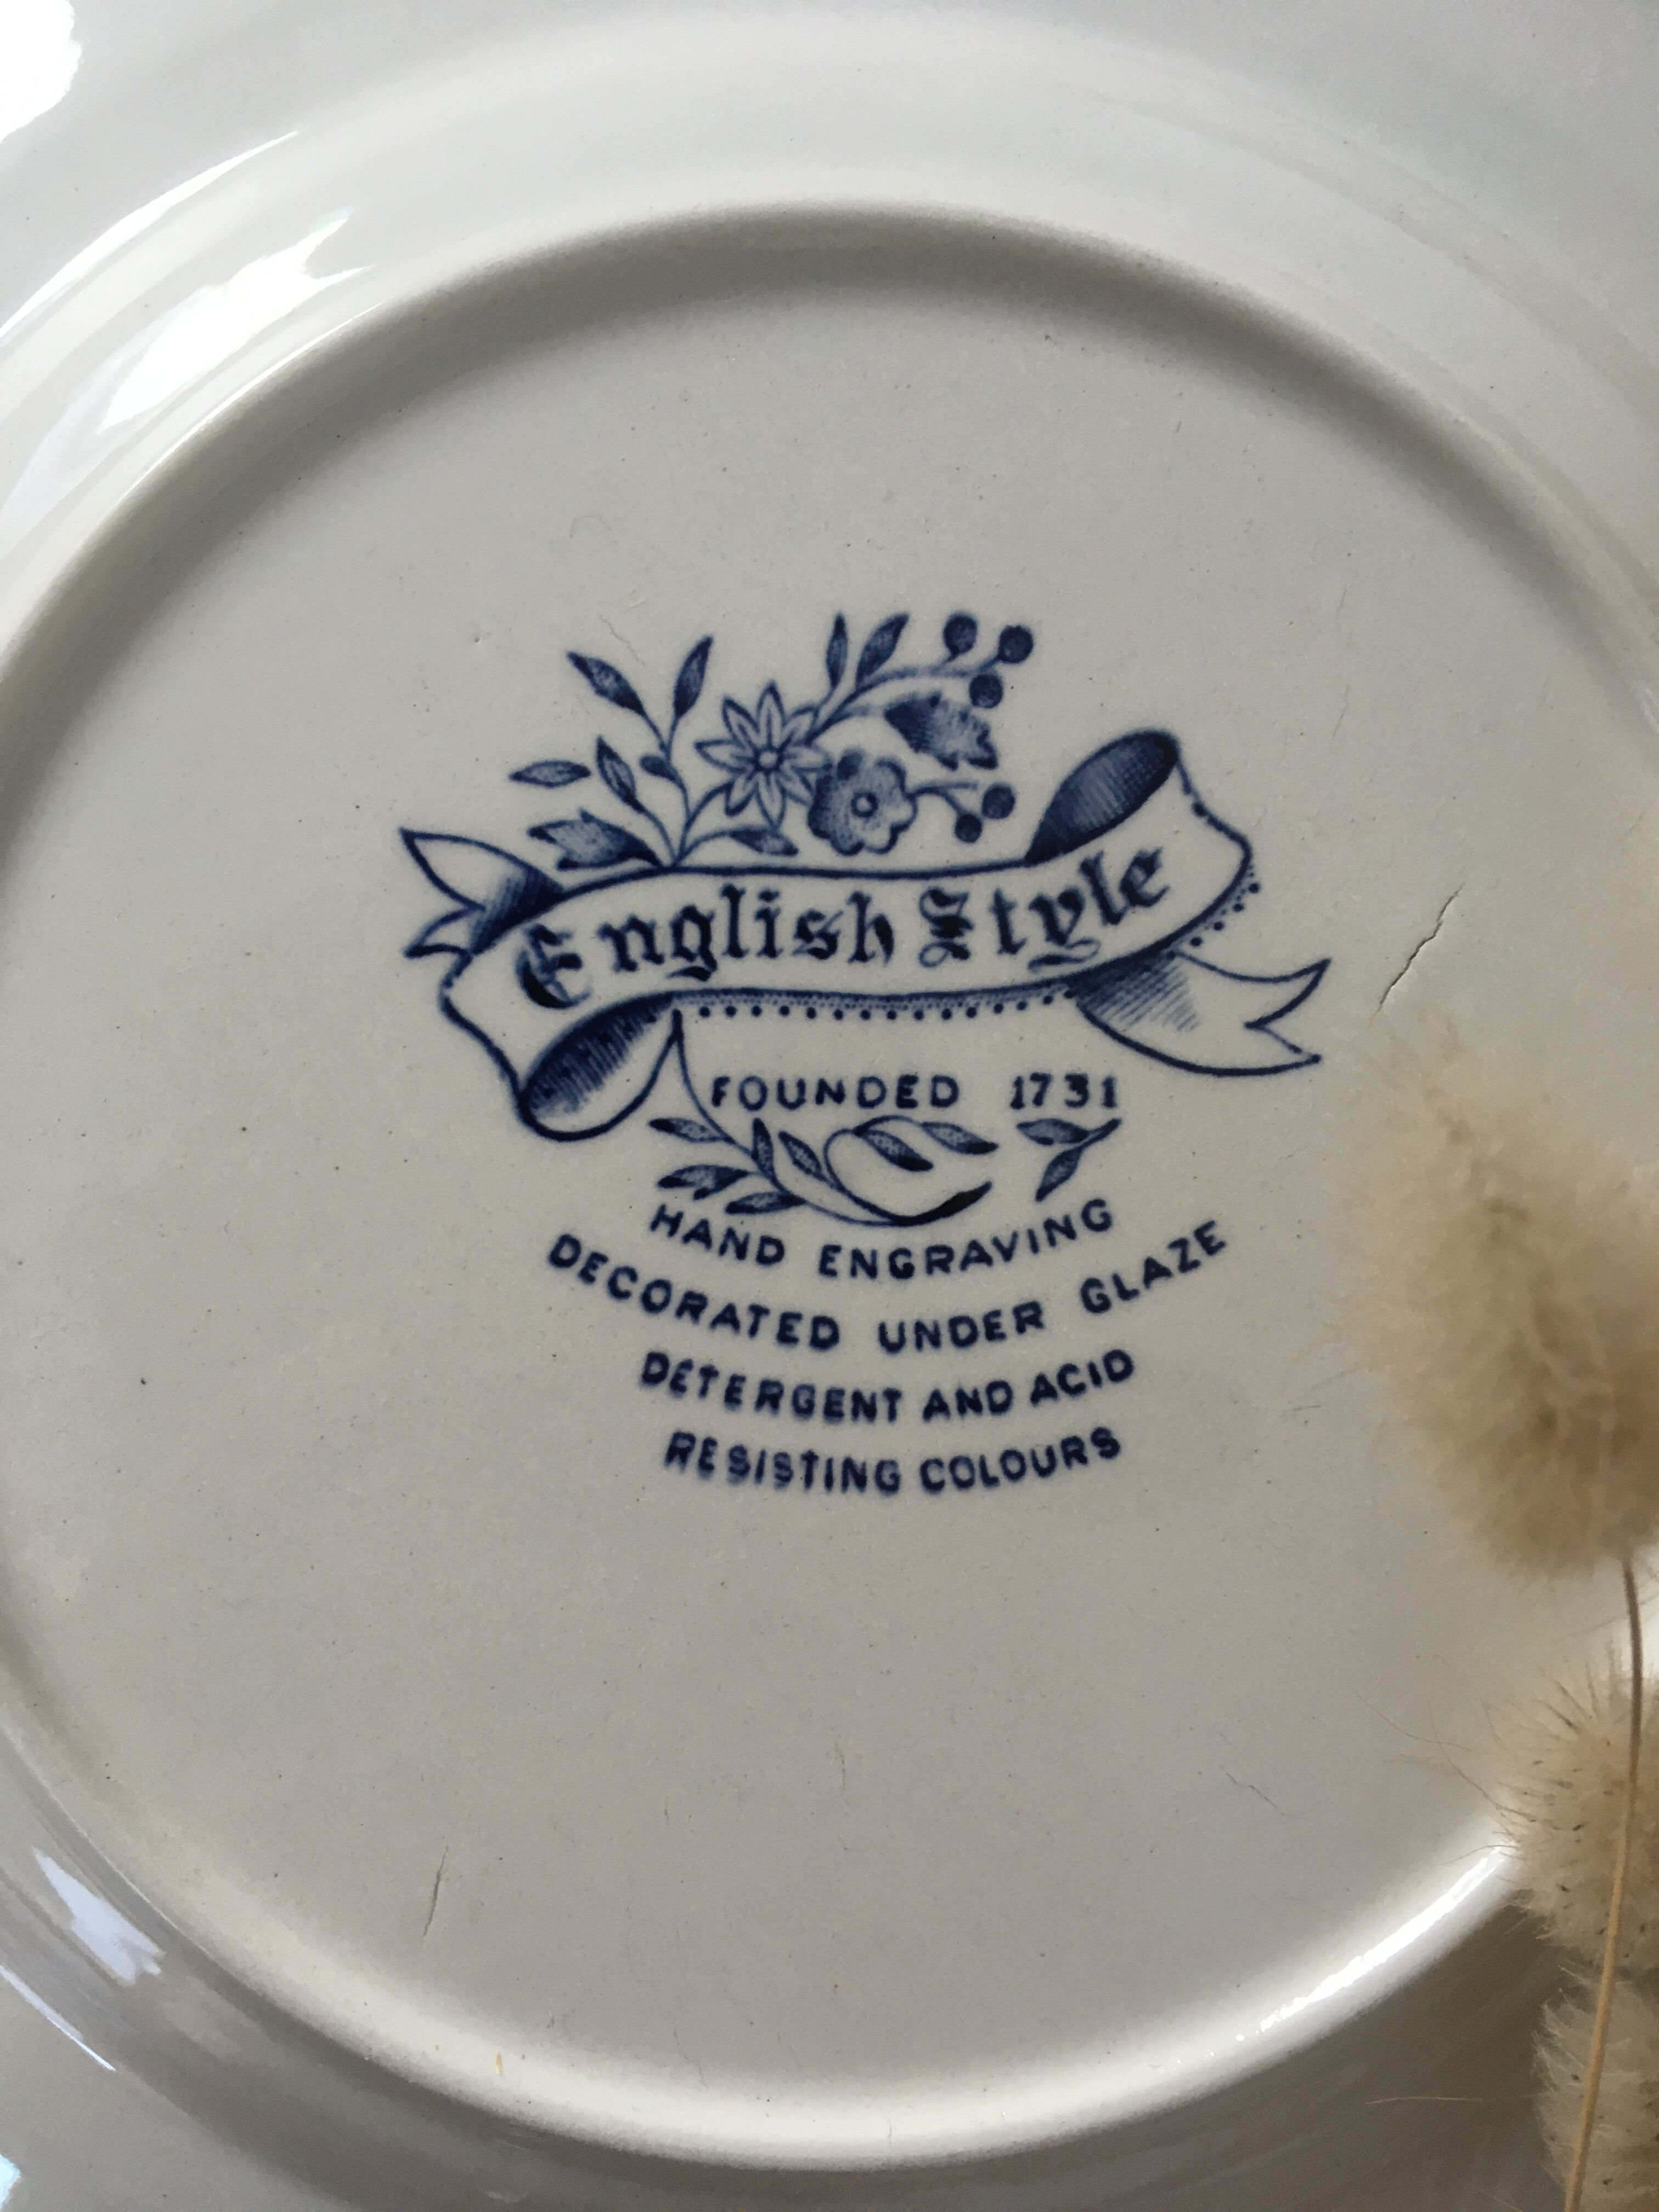 English Style
FOUNDED 1731
HAND ENGRAVING
DECORATED UNDER GLAZE
DETERGENT AND ACID
RESISTING COLOURS